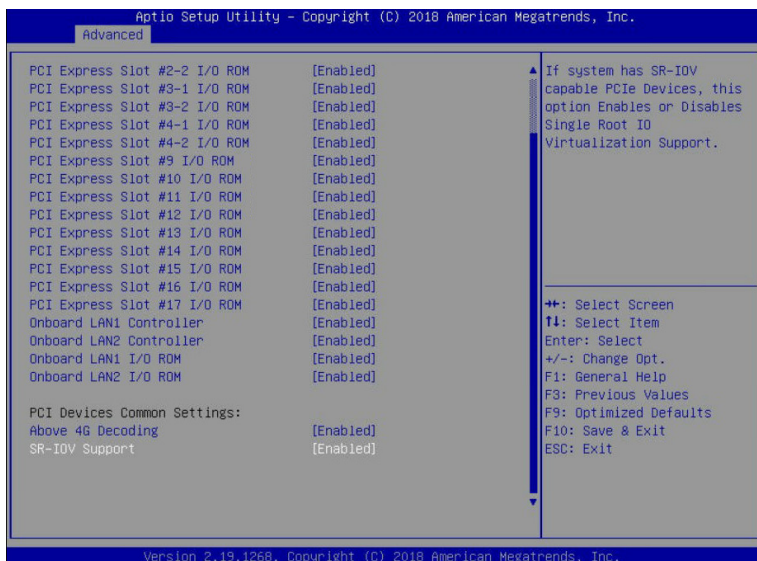 Aptio Setup Utility – Copyright (C) 2018 American Megatrends, Inc.
Advanced
PCI Express Slot #2-2 I/O ROM [Enabled]
PCI Express Slot #3-1 I/O ROM [Enabled]
PCI Express Slot #3-2 I/O ROM [Enabled]
PCI Express Slot #4-1 I/O ROM [Enabled]
PCI Express Slot #4-2 I/O ROM [Enabled]
PCI Express Slot #9 I/O ROM [Enabled]
PCI Express Slot #10 I/O ROM [Enabled]
PCI Express Slot #11 I/O ROM [Enabled]
PCI Express Slot #12 I/O ROM [Enabled]
PCI Express Slot #13 I/O ROM [Enabled]
PCI Express Slot #14 I/O ROM [Enabled]
PCI Express Slot #15 I/O ROM [Enabled]
PCI Express Slot #16 I/O ROM [Enabled]
PCI Express Slot #17 I/O ROM [Enabled]
Onboard LAN1 Controller [Enabled]
Onboard LAN2 Controller [Enabled]
Onboard LAN1 I/O ROM [Enabled]
Onboard LAN2 I/O ROM [Enabled]
PCI Devices Common Settings:
Above 4G Decoding [Enabled]
SR-IOV Support [Enabled]
If system has SR-IOV
capable PCIe Devices, this
option Enables or Disables
Single Root IO
Virtualization Support.
→←: Select Screen
↑↓: Select Item
Enter: Select
+/-: Change Opt.
F1: General Help
F3: Previous Values
F9: Optimized Defaults
F10: Save & Exit
ESC: Exit
Version 2.19.1268. Copyright (C) 2018 American Megatrends, Inc.